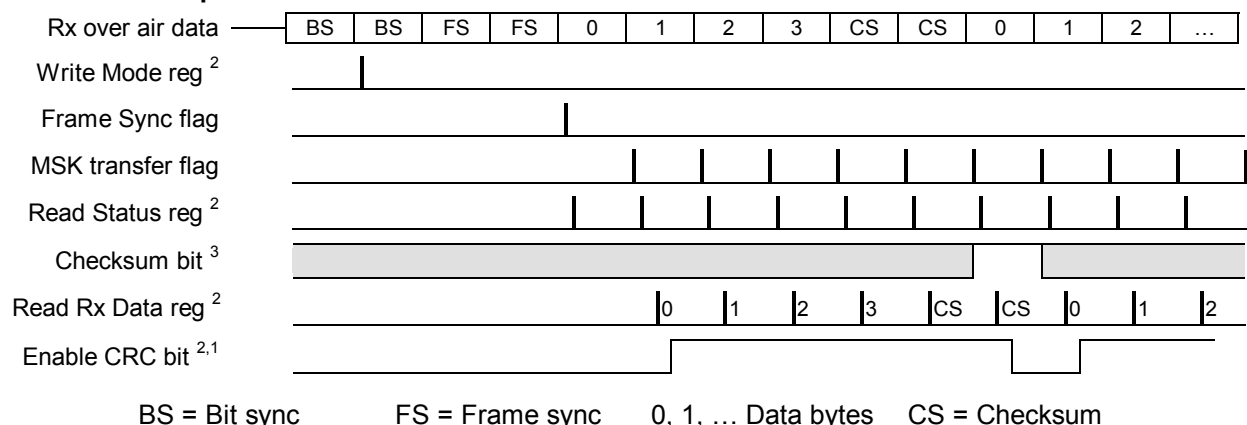 Rx over air data BS BS FS FS 0 1 2 3 CS CS 0 1 2 …
Write Mode reg 2
Frame Sync flag
MSK transfer flag
Read Status reg 2
Checksum bit 3
Read Rx Data reg 2 0 1 2 3 CS CS 0 1 2
Enable CRC bit 2,1
BS = Bit sync FS = Frame sync 0, 1, … Data bytes CS = Checksum